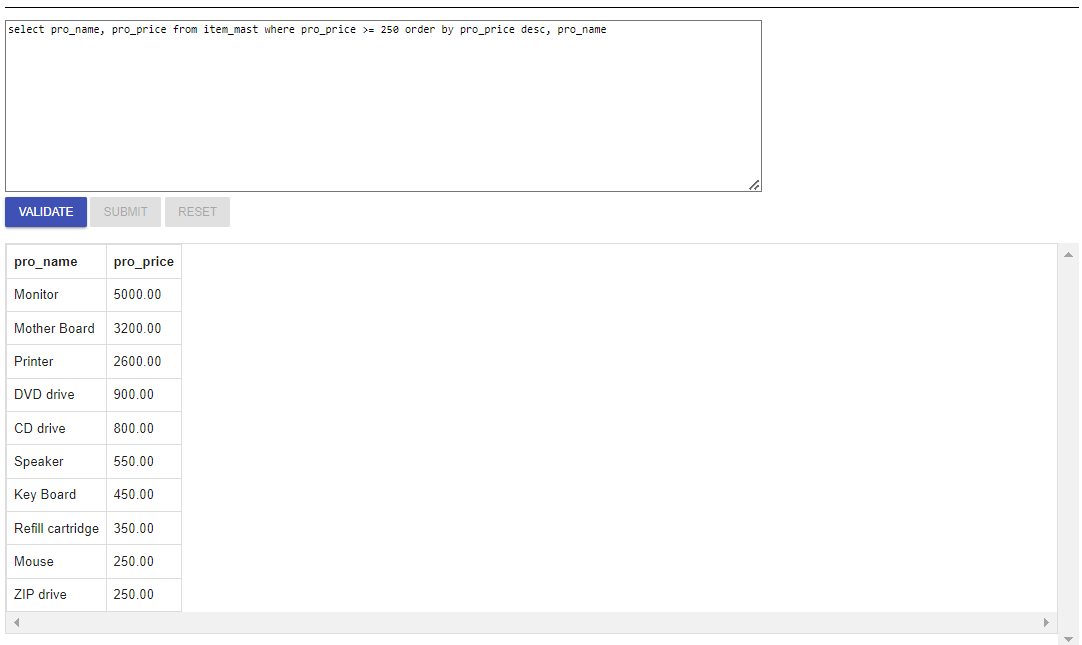 select pro_name, pro_price from item_mast where pro_price >= 250 order by pro_price desc, pro_name
VALIDATE SUBMIT RESET
pro_name pro_price
Monitor 5000.00
Mother Board 3200.00
Printer 2600.00
DVD drive 900.00
CD drive 800.00
Speaker 550.00
Key Board 450.00
Refill cartridge 350.00
Mouse 250.00
ZIP drive 250.00